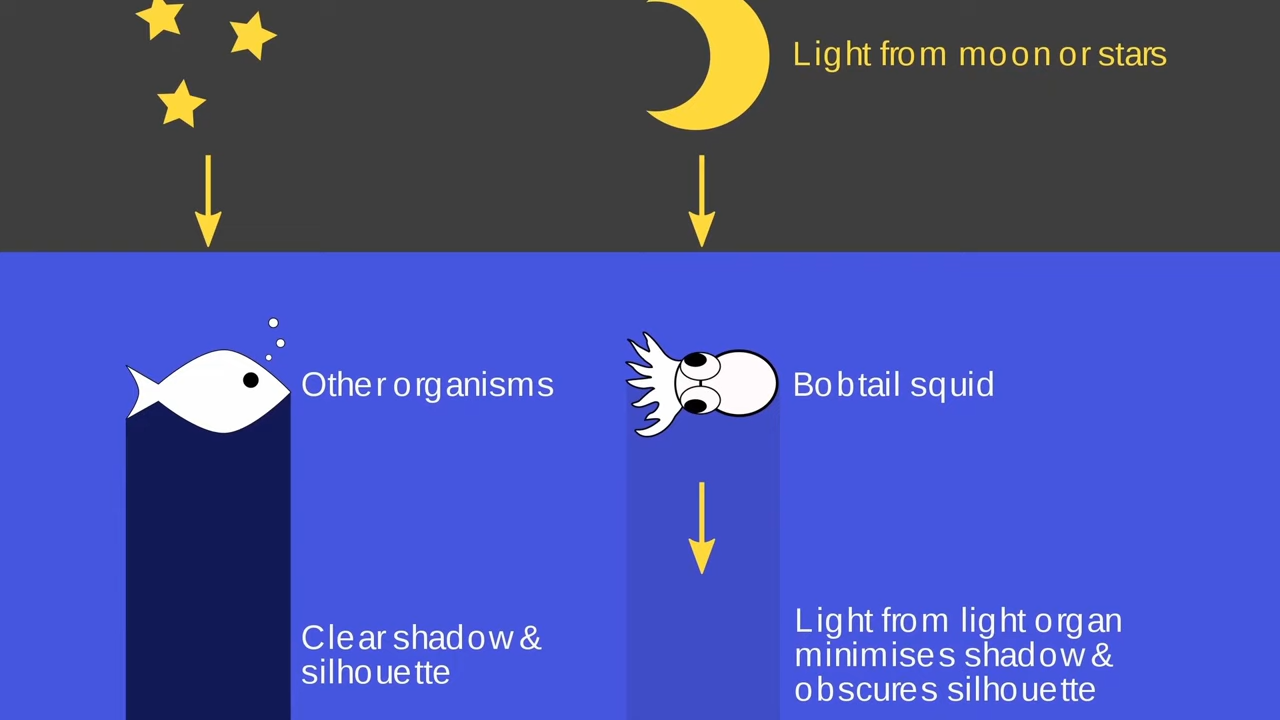 Light from moon or stars
Other organisms
Bobtail squid
Clear shadow &
silhouette
Light from light organ
minimises shadow &
obscures silhouette